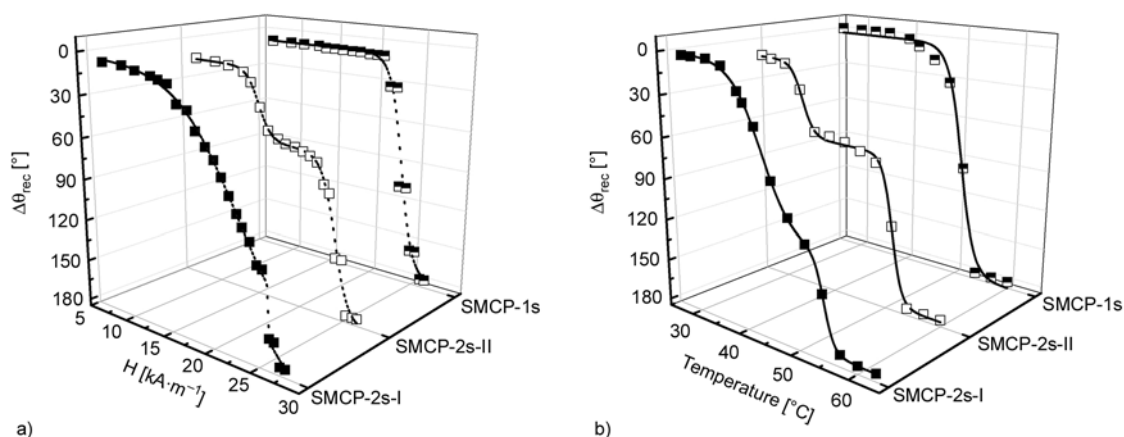 0
30
60
90
120
150
180
Δθrec [°]
5
10
15
20
25
30
H [kA·m⁻¹]
SMCP-1s
SMCP-2s-II
SMCP-2s-I
a)
0
30
60
90
120
150
180
Δθrec [°]
30
40
50
60
Temperature [°C]
SMCP-1s
SMCP-2s-II
SMCP-2s-I
b)